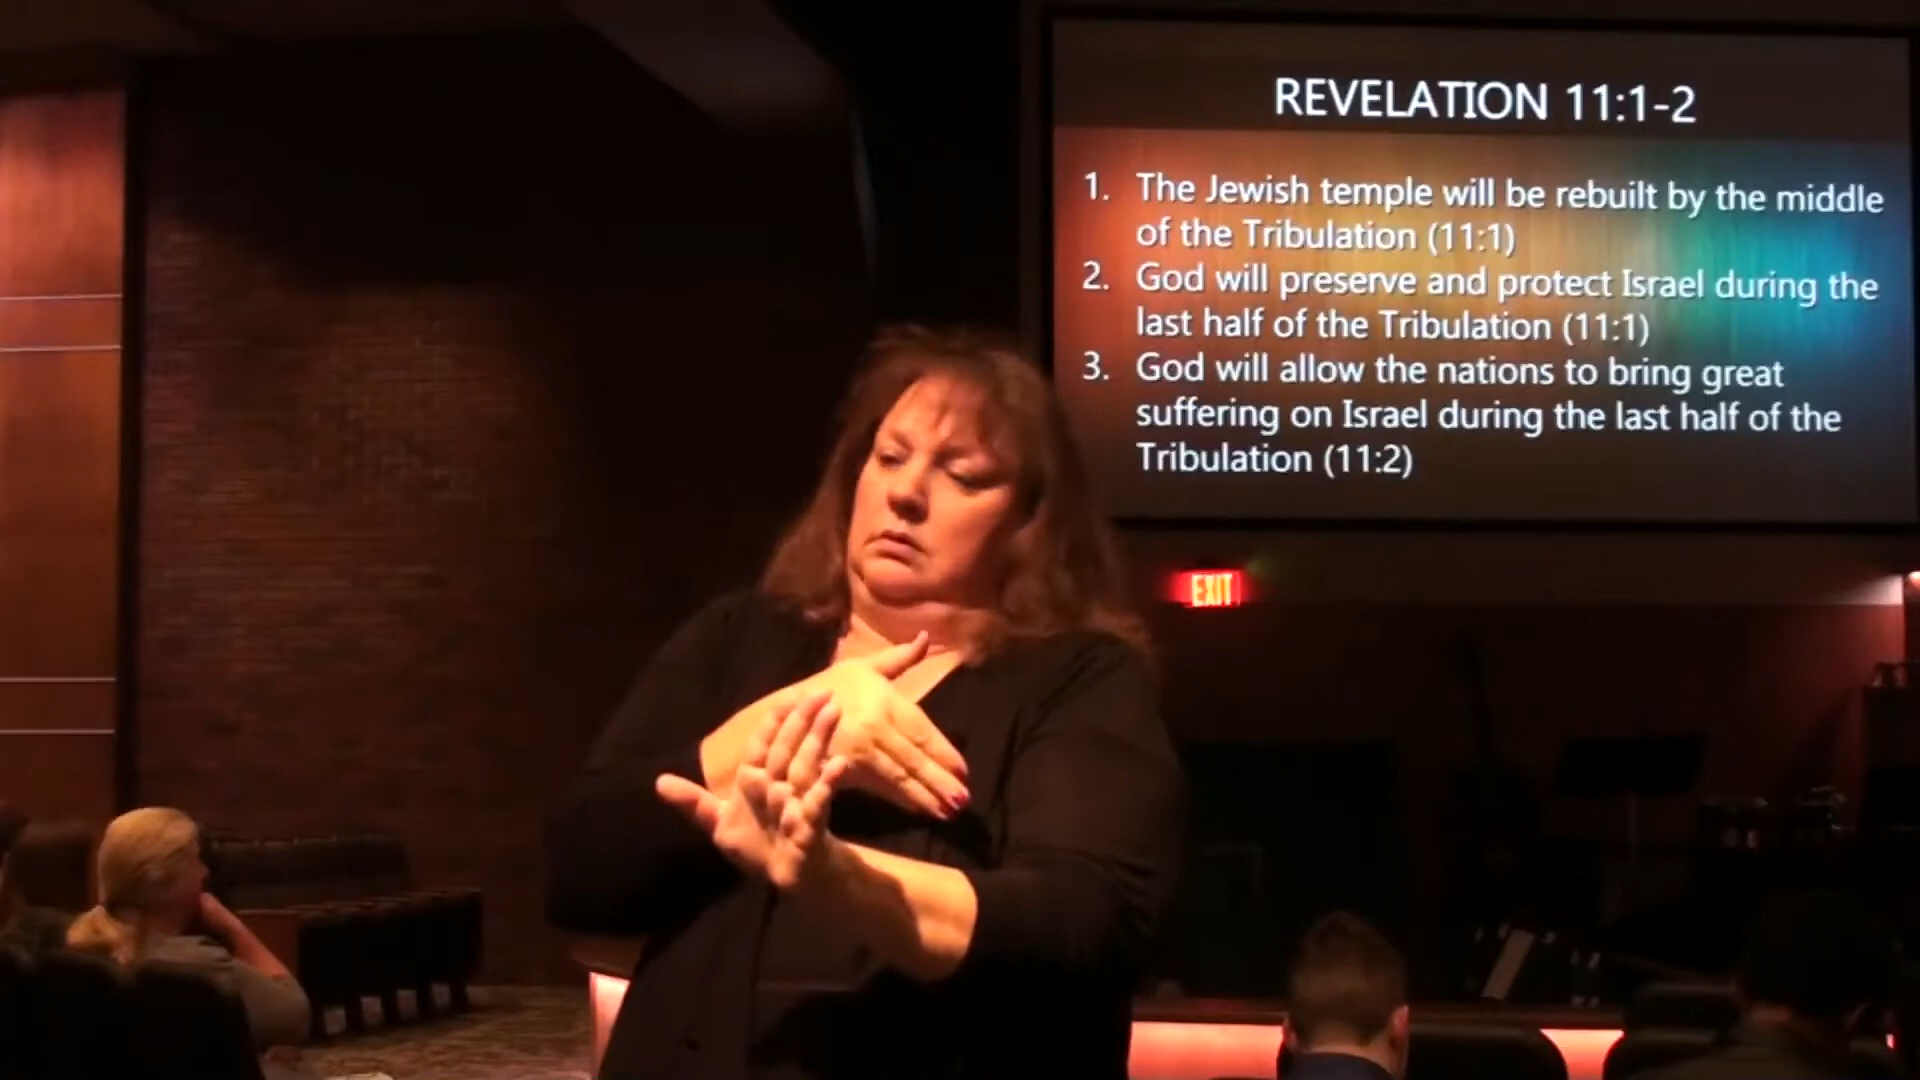 REVELATION 11:1-2
1. The Jewish temple will be rebuilt by the middle
of the Tribulation (11:1)
2. God will preserve and protect Israel during the
last half of the Tribulation (11:1)
3. God will allow the nations to bring great
suffering on Israel during the last half of the
Tribulation (11:2)
EXIT